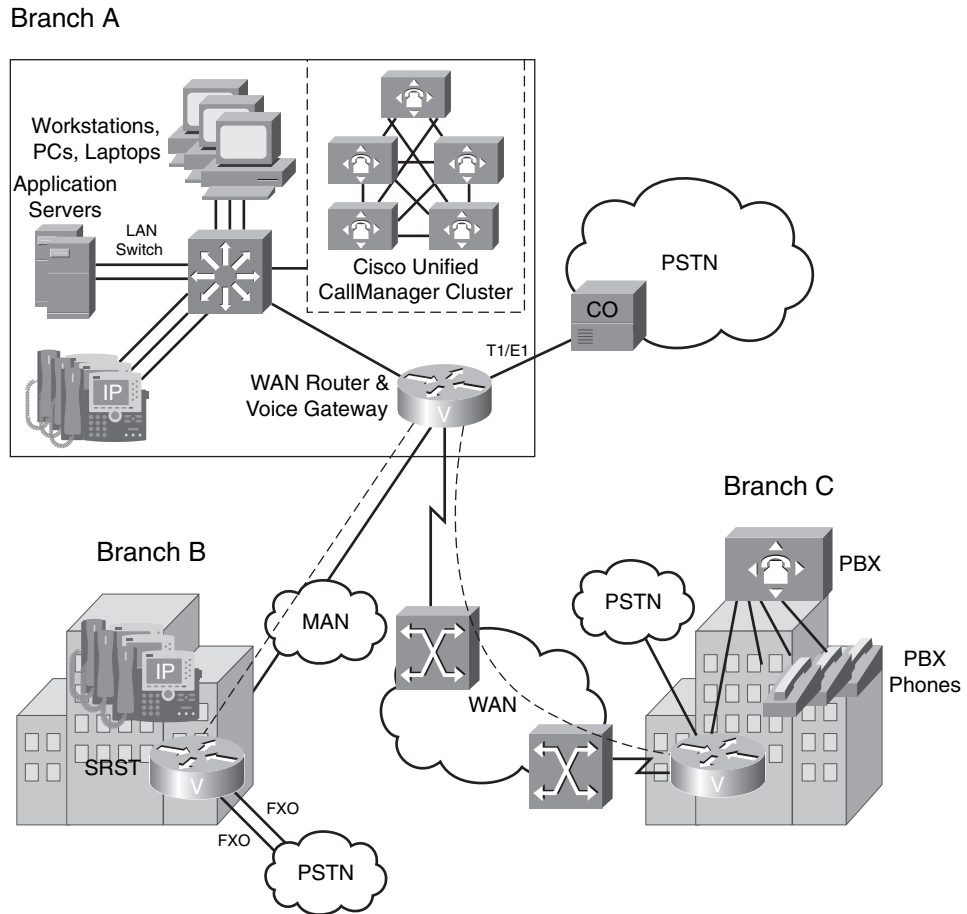 Branch A
Workstations,
PCs, Laptops
Application
Servers
LAN
Switch
Cisco Unified
CallManager Cluster
IP
PSTN
CO
T1/E1
WAN Router &
Voice Gateway
V
Branch C
Branch B
PBX
MAN
PSTN
IP
PBX
Phones
WAN
SRST
V
V
FXO
FXO
PSTN